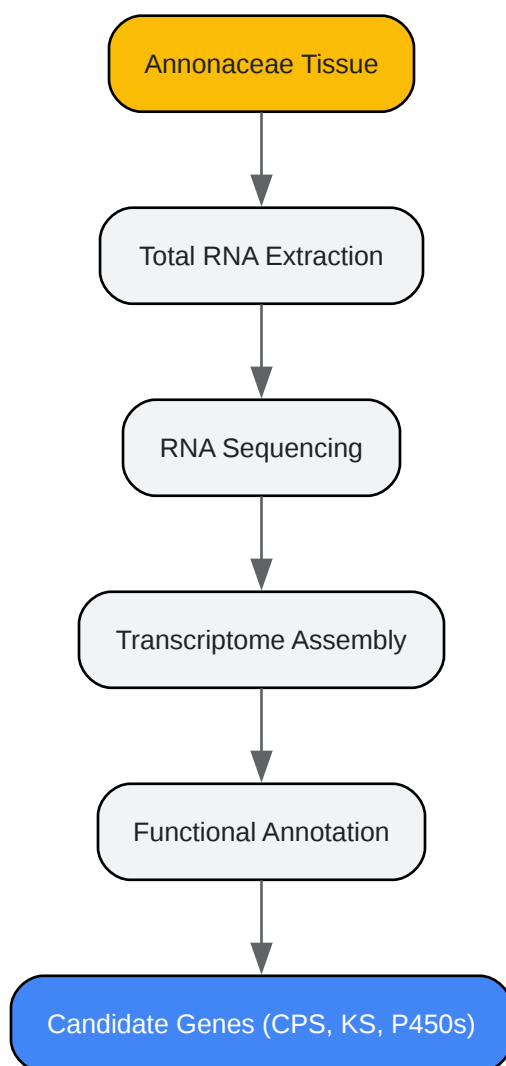 Annonaceae Tissue
Total RNA Extraction
RNA Sequencing
Transcriptome Assembly
Functional Annotation
Candidate Genes (CPS, KS, P450s)